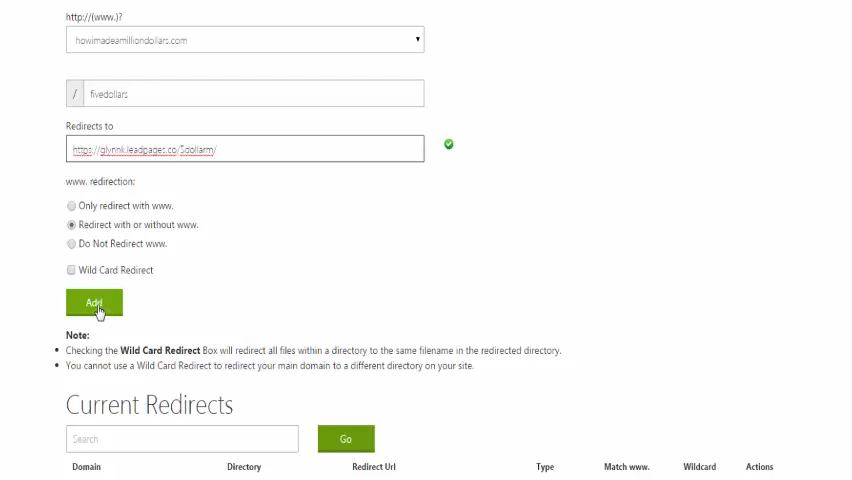 http://(www.)?
howimadeamilliondollars.com
/ fivedollars
Redirects to
https://glynnk.leadpages.co/5dollarm/
www. redirection:
Only redirect with www.
Redirect with or without www.
Do Not Redirect www.
Wild Card Redirect
Add
Note:
Checking the Wild Card Redirect Box will redirect all files within a directory to the same filename in the redirected directory.
You cannot use a Wild Card Redirect to redirect your main domain to a different directory on your site.
Current Redirects
Search Go
Domain Directory Redirect Url Type Match www. Wildcard Actions